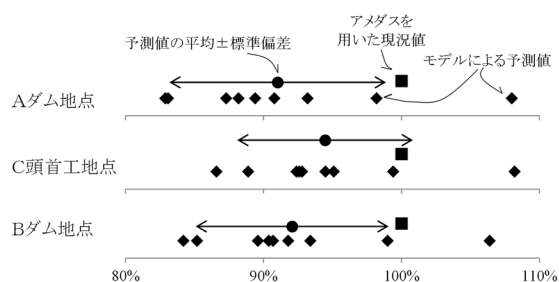 予測値の平均±標準偏差
アメダスを
用いた現況値
モデルによる予測値
Aダム地点
C頭首工地点
Bダム地点
80% 90% 100% 110%